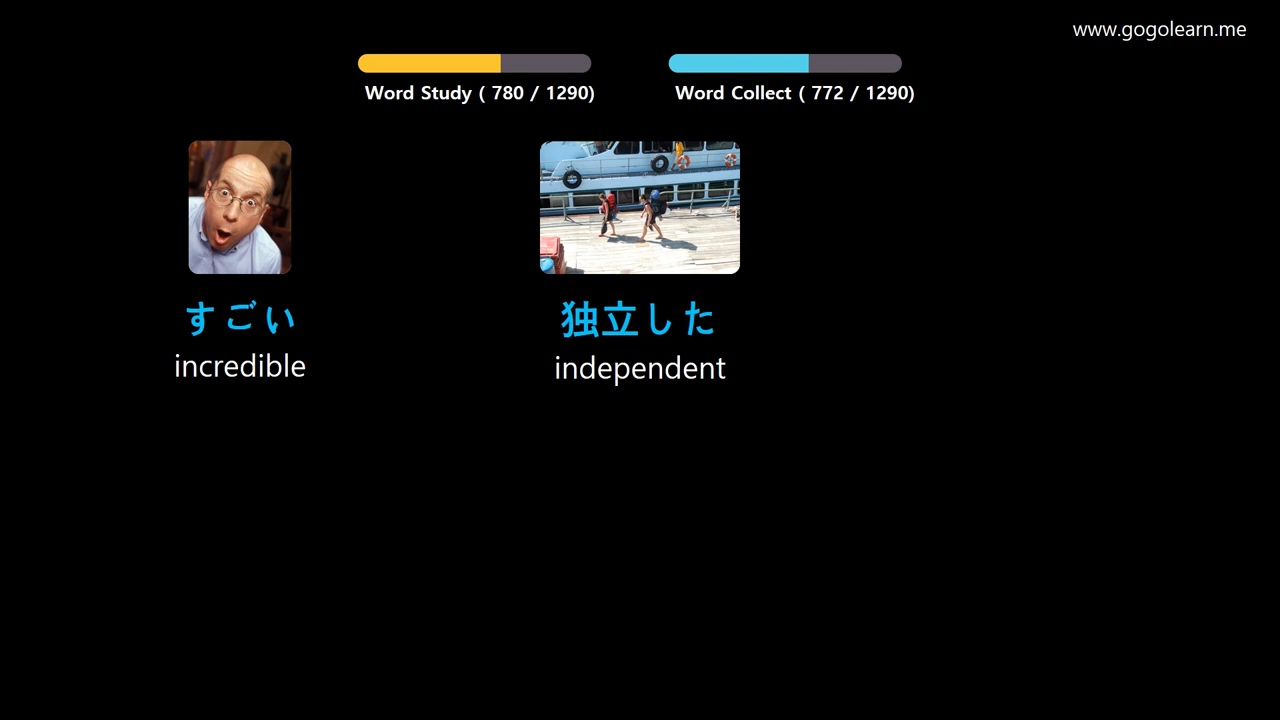 www.gogolearn.me
Word Study ( 780 / 1290)
Word Collect ( 772 / 1290)
すごい
incredible
独立した
independent